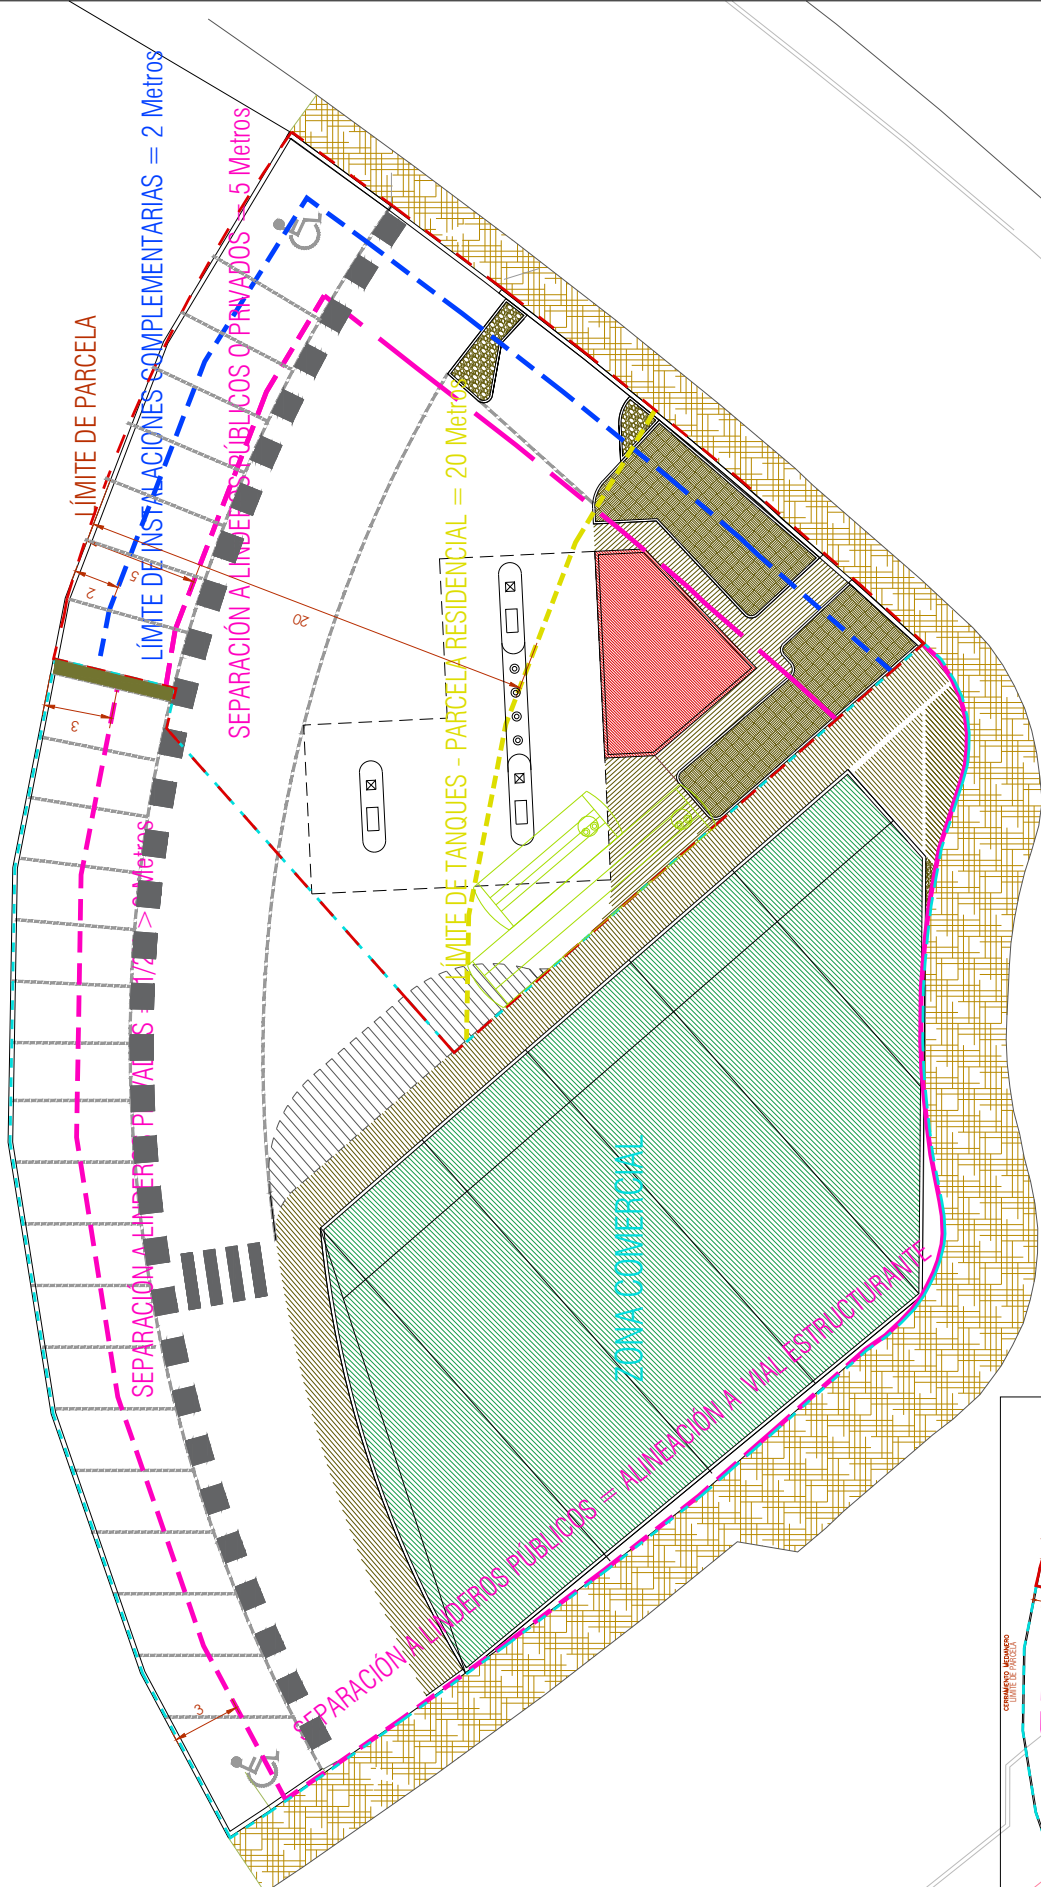 LÍMITE DE PARCELA
LÍMITE DE INSTALACIONES COMPLEMENTARIAS = 2 Metros
SEPARACIÓN A LINDEROS PÚBLICOS O PRIVADOS = 5 Metros
LÍMITE DE TANQUES - PARCELA RESIDENCIAL = 20 Metros
2
5
20
3
SEPARACIÓN A LINDEROS PRIVADOS = 1/2 > 3 Metros
ZONA COMERCIAL
SEPARACIÓN A LINDEROS PÚBLICOS = ALINEACIÓN A VIAL ESTRUCTURANTE
3
CERRAMIENTO MEDIANERO
LÍMITE DE PARCELA